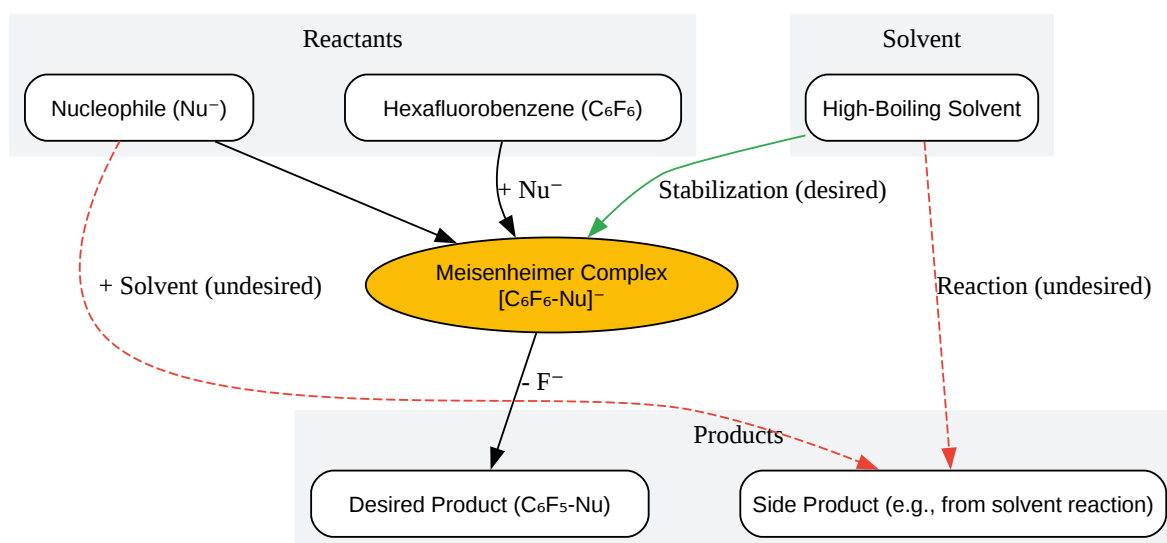 Reactants
Solvent
Nucleophile (Nu⁻)
Hexafluorobenzene (C₆F₆)
High-Boiling Solvent
+ Nu⁻
Stabilization (desired)
Meisenheimer Complex
[C₆F₆-Nu]⁻
+ Solvent (undesired)
Reaction (undesired)
- F⁻
Products
Desired Product (C₆F₅-Nu)
Side Product (e.g., from solvent reaction)